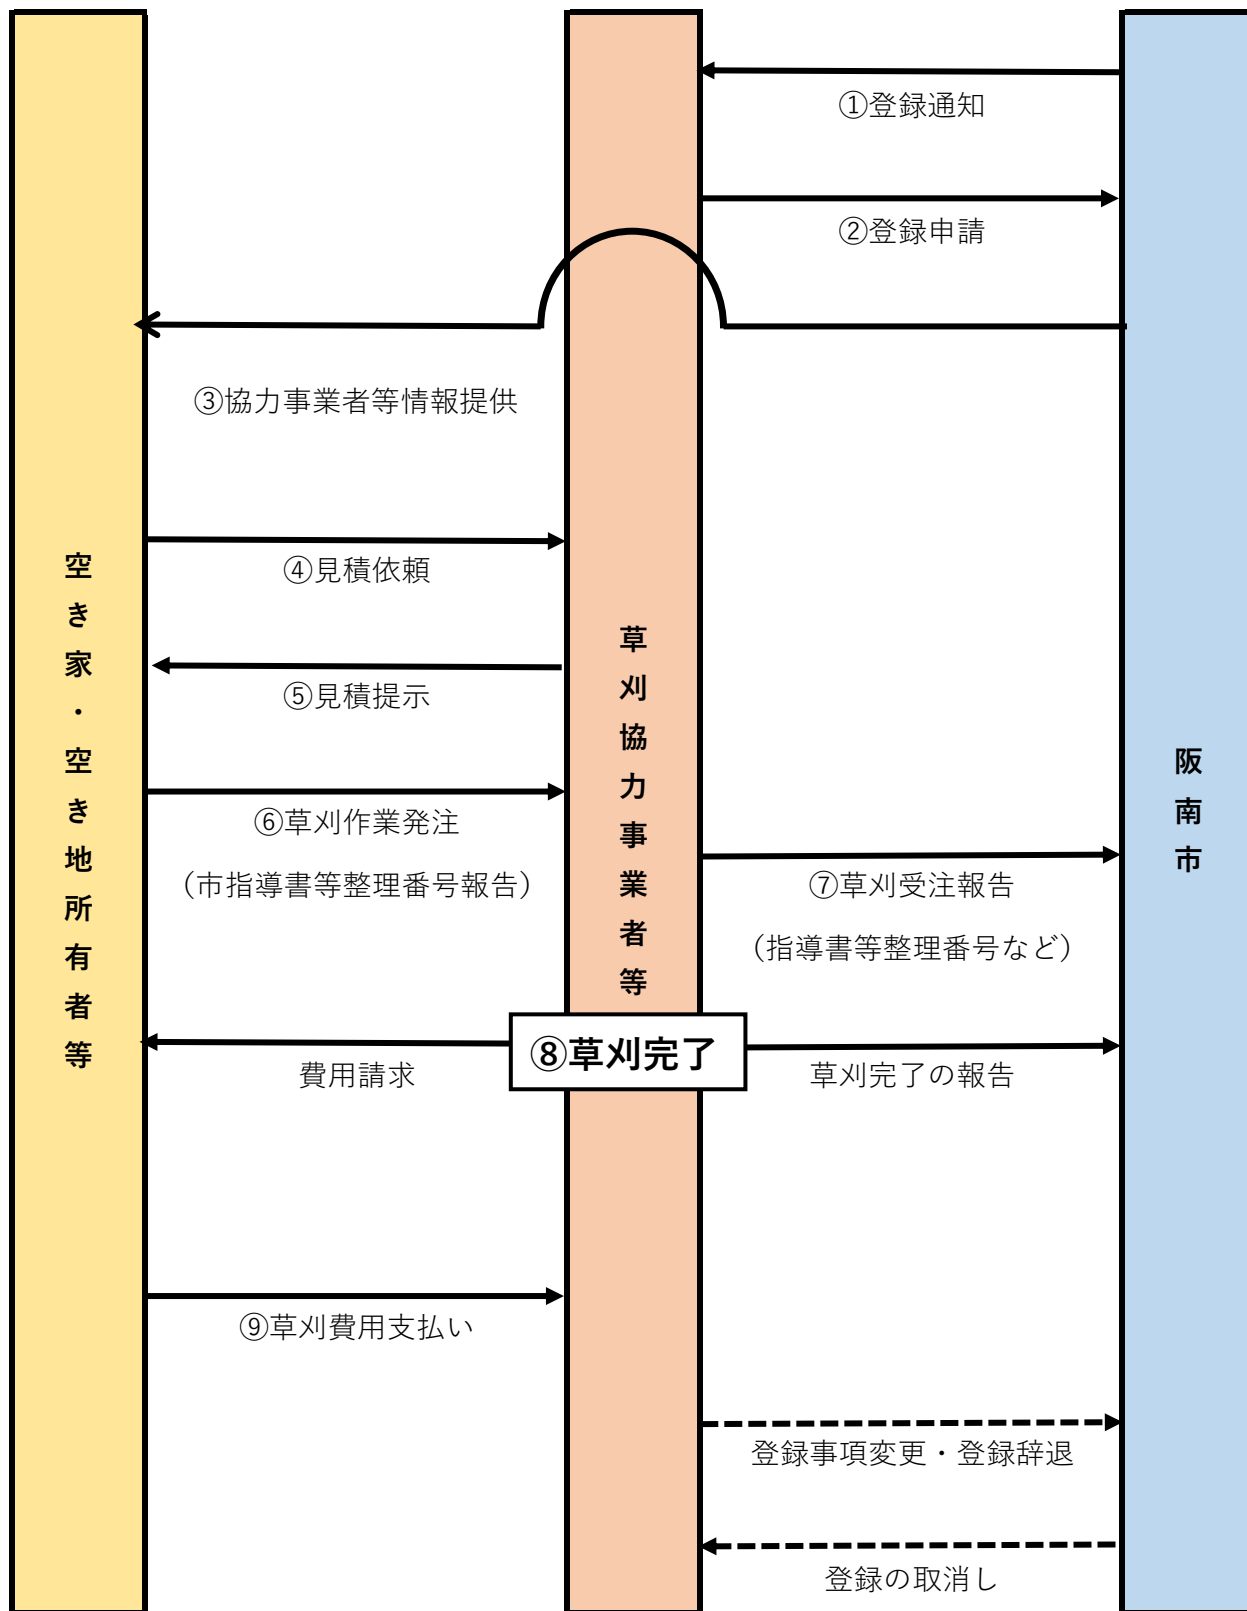 ①登録通知
②登録申請
③協力事業者等情報提供
④見積依頼
⑤見積提示
⑥草刈作業発注
（市指導書等整理番号報告）
⑦草刈受注報告
（指導書等整理番号など）
⑧草刈完了
費用請求
草刈完了の報告
⑨草刈費用支払い
登録事項変更・登録辞退
登録の取消し
空き家・空き地所有者等
草刈協力事業者等
阪南市